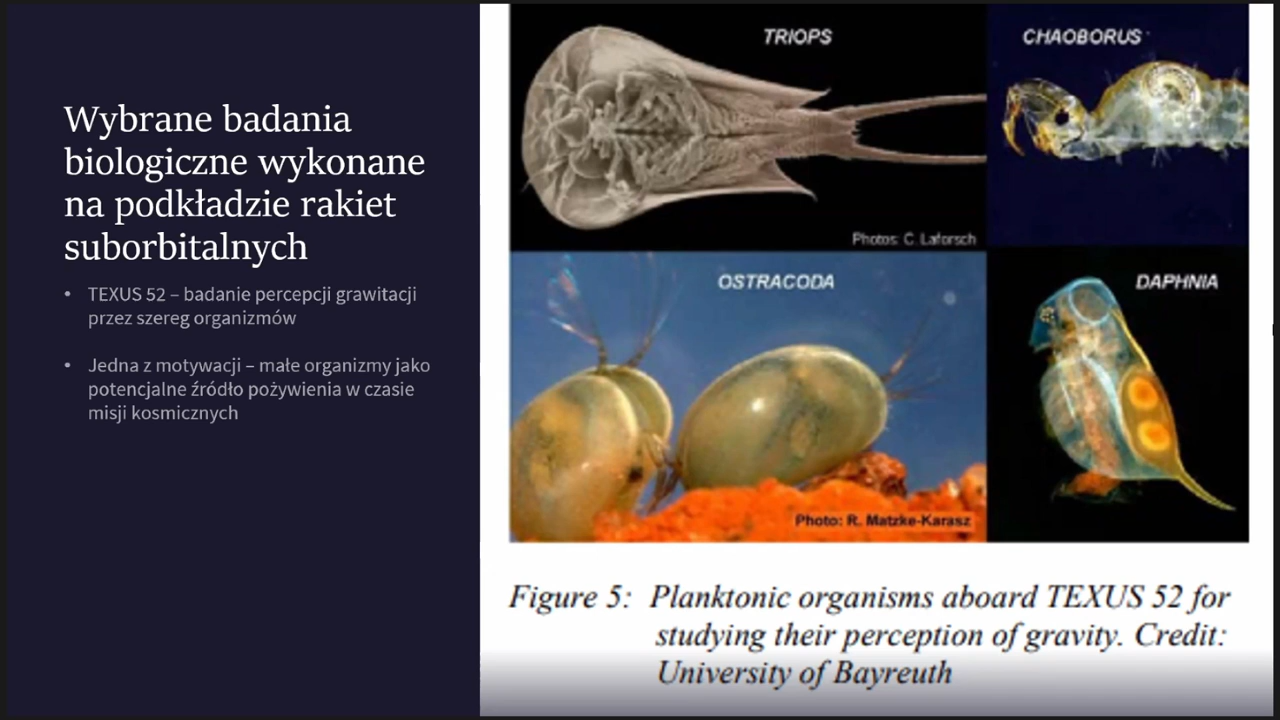 Wybrane badania
biologiczne wykonane
na podkładzie rakiet
suborbitalnych
• TEXUS 52 – badanie percepcji grawitacji
przez szereg organizmów
• Jedna z motywacji – małe organizmy jako
potencjalne źródło pożywienia w czasie
misji kosmicznych
TRIOPS
CHAOBORUS
Photos: C. Laforsch
OSTRACODA
DAPHNIA
Photo: R. Matzke-Karasz
Figure 5: Planktonic organisms aboard TEXUS 52 for
studying their perception of gravity. Credit:
University of Bayreuth